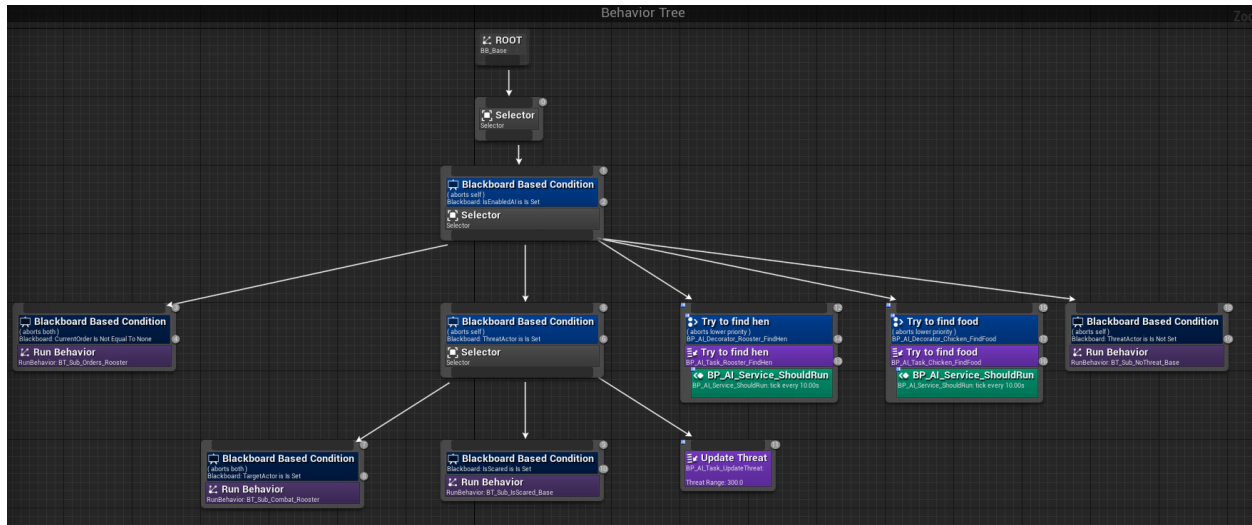 Behavior Tree
Zoo
ROOT
BB_Base
0
Selector
Selector
1
Blackboard Based Condition
( aborts self )
Blackboard: IsEnabledAI is Is Set
2
Selector
Selector
Blackboard Based Condition
( aborts both )
Blackboard: CurrentOrder Is Not Equal To None
4
Run Behavior
RunBehavior: BT_Sub_Orders_Rooster
Blackboard Based Condition
( aborts self )
Blackboard: ThreatActor is Is Set
Selector
Selector
Try to find hen
( aborts lower priority )
BP_AI_Decorator_Rooster_FindHen
Try to find hen
BP_AI_Task_Rooster_FindHen
BP_AI_Service_ShouldRun
BP_AI_Service_ShouldRun: tick every 10.00s
Try to find food
( aborts lower priority )
BP_AI_Decorator_Chicken_FindFood
Try to find food
BP_AI_Task_Chicken_FindFood
BP_AI_Service_ShouldRun
BP_AI_Service_ShouldRun: tick every 10.00s
Blackboard Based Condition
( aborts self )
Blackboard: ThreatActor is Is Not Set
Run Behavior
RunBehavior: BT_Sub_NoThreat_Base
Blackboard Based Condition
( aborts both )
Blackboard: TargetActor is Is Set
Run Behavior
RunBehavior: BT_Sub_Combat_Rooster
Blackboard Based Condition
Blackboard: IsScared is Is Set
Run Behavior
RunBehavior: BT_Sub_IsScared_Base
Update Threat
BP_AI_Task_UpdateThreat:
Threat Range: 300.0